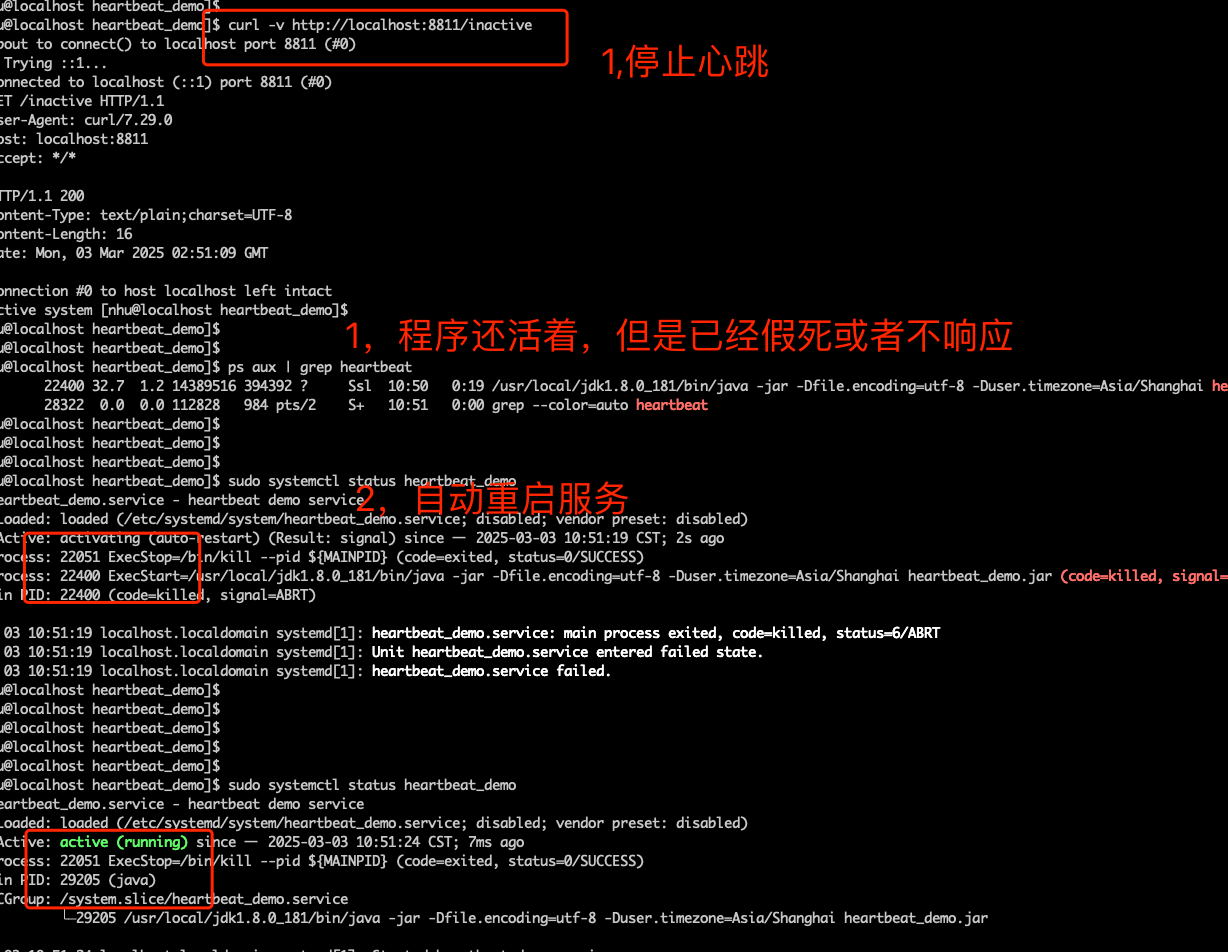 u@localhost heartbeat_demo]$
u@localhost heartbeat_demo]$ curl -v http://localhost:8811/inactive
bout to connect() to localhost port 8811 (#0)
1,停止心跳
Trying ::1...
onnected to localhost (::1) port 8811 (#0)
ET /inactive HTTP/1.1
ser-Agent: curl/7.29.0
ost: localhost:8811
ccept: */*
TTP/1.1 200
ontent-Type: text/plain;charset=UTF-8
ontent-Length: 16
ate: Mon, 03 Mar 2025 02:51:09 GMT
onnection #0 to host localhost left intact
ctive system [nhu@localhost heartbeat_demo]$
u@localhost heartbeat_demo]$
1，程序还活着，但是已经假死或者不响应
u@localhost heartbeat_demo]$
u@localhost heartbeat_demo]$ ps aux | grep heartbeat
22400 32.7 1.2 14389516 394392 ? Ssl 10:50 0:19 /usr/local/jdk1.8.0_181/bin/java -jar -Dfile.encoding=utf-8 -Duser.timezone=Asia/Shanghai he
28322 0.0 0.0 112828 984 pts/2 S+ 10:51 0:00 grep --color=auto heartbeat
u@localhost heartbeat_demo]$
u@localhost heartbeat_demo]$
u@localhost heartbeat_demo]$
u@localhost heartbeat_demo]$ sudo systemctl status heartbeat_demo
eartbeat_demo.service - heartbeat demo service
2，自动重启服务
Loaded: loaded (/etc/systemd/system/heartbeat_demo.service; disabled; vendor preset: disabled)
Active: activating (auto-restart) (Result: signal) since 一 2025-03-03 10:51:19 CST; 2s ago
rocess: 22051 ExecStop=/bin/kill --pid ${MAINPID} (code=exited, status=0/SUCCESS)
rocess: 22400 ExecStart=/usr/local/jdk1.8.0_181/bin/java -jar -Dfile.encoding=utf-8 -Duser.timezone=Asia/Shanghai heartbeat_demo.jar (code=killed, signal=
in PID: 22400 (code=killed, signal=ABRT)
03 10:51:19 localhost.localdomain systemd[1]: heartbeat_demo.service: main process exited, code=killed, status=6/ABRT
03 10:51:19 localhost.localdomain systemd[1]: Unit heartbeat_demo.service entered failed state.
03 10:51:19 localhost.localdomain systemd[1]: heartbeat_demo.service failed.
u@localhost heartbeat_demo]$
u@localhost heartbeat_demo]$
u@localhost heartbeat_demo]$
u@localhost heartbeat_demo]$
u@localhost heartbeat_demo]$
u@localhost heartbeat_demo]$ sudo systemctl status heartbeat_demo
eartbeat_demo.service - heartbeat demo service
Loaded: loaded (/etc/systemd/system/heartbeat_demo.service; disabled; vendor preset: disabled)
Active: active (running) since 一 2025-03-03 10:51:24 CST; 7ms ago
rocess: 22051 ExecStop=/bin/kill --pid ${MAINPID} (code=exited, status=0/SUCCESS)
in PID: 29205 (java)
CGroup: /system.slice/heartbeat_demo.service
└─29205 /usr/local/jdk1.8.0_181/bin/java -jar -Dfile.encoding=utf-8 -Duser.timezone=Asia/Shanghai heartbeat_demo.jar